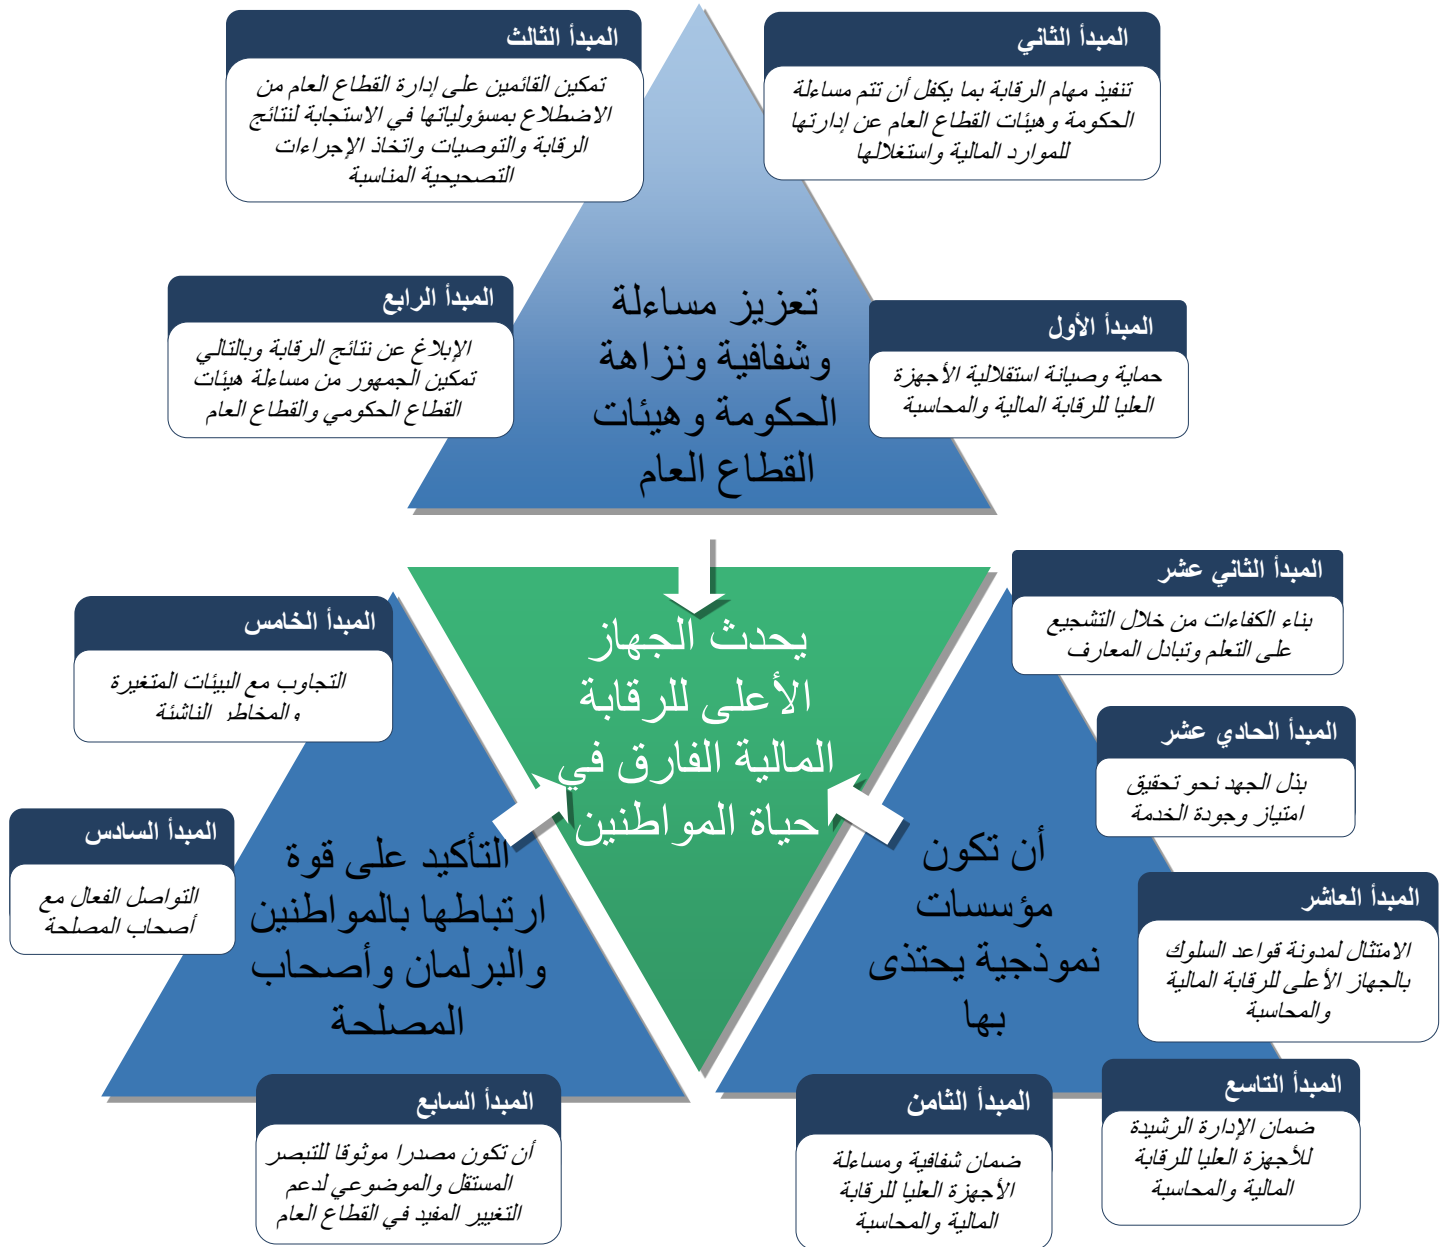 المبدأ الثاني
تنفيذ مهام الرقابة بما يكفل أن تتم مساءلة
الحكومة وهيئات القطاع العام عن إدارتها
للموارد المالية واستغلالها
المبدأ الثالث
تمكين القائمين على إدارة القطاع العام من
الاضطلاع بمسؤولياتها في الاستجابة لنتائج
الرقابة والتوصيات واتخاذ الإجراءات
التصحيحية المناسبة
المبدأ الأول
حماية وصيانة استقلالية الأجهزة
العليا للرقابة المالية والمحاسبة
تعزيز مساءلة
وشفافية ونزاهة
الحكومة وهيئات
القطاع العام
المبدأ الرابع
الإبلاغ عن نتائج الرقابة وبالتالي
تمكين الجمهور من مساءلة هيئات
القطاع الحكومي والقطاع العام
المبدأ الثاني عشر
بناء الكفاءات من خلال التشجيع
على التعلم وتبادل المعارف
يحدث الجهاز
الأعلى للرقابة
المالية الفارق في
حياة المواطنين
المبدأ الخامس
التجاوب مع البيئات المتغيرة
والمخاطر الناشئة
المبدأ الحادي عشر
بذل الجهد نحو تحقيق
امتياز وجودة الخدمة
المبدأ السادس
التواصل الفعال مع
أصحاب المصلحة
أن تكون
مؤسسات
نموذجية يحتذى
بها
التأكيد على قوة
ارتباطها بالمواطنين
والبرلمان وأصحاب
المصلحة
المبدأ العاشر
الامتثال لمدونة قواعد السلوك
بالجهاز الأعلى للرقابة المالية
والمحاسبة
المبدأ التاسع
ضمان الإدارة الرشيدة
للأجهزة العليا للرقابة
المالية والمحاسبة
المبدأ الثامن
ضمان شفافية ومساءلة
الأجهزة العليا للرقابة
المالية والمحاسبة
المبدأ السابع
أن تكون مصدرا موثوقا للتبصر
المستقل والموضوعي لدعم
التغيير المفيد في القطاع العام